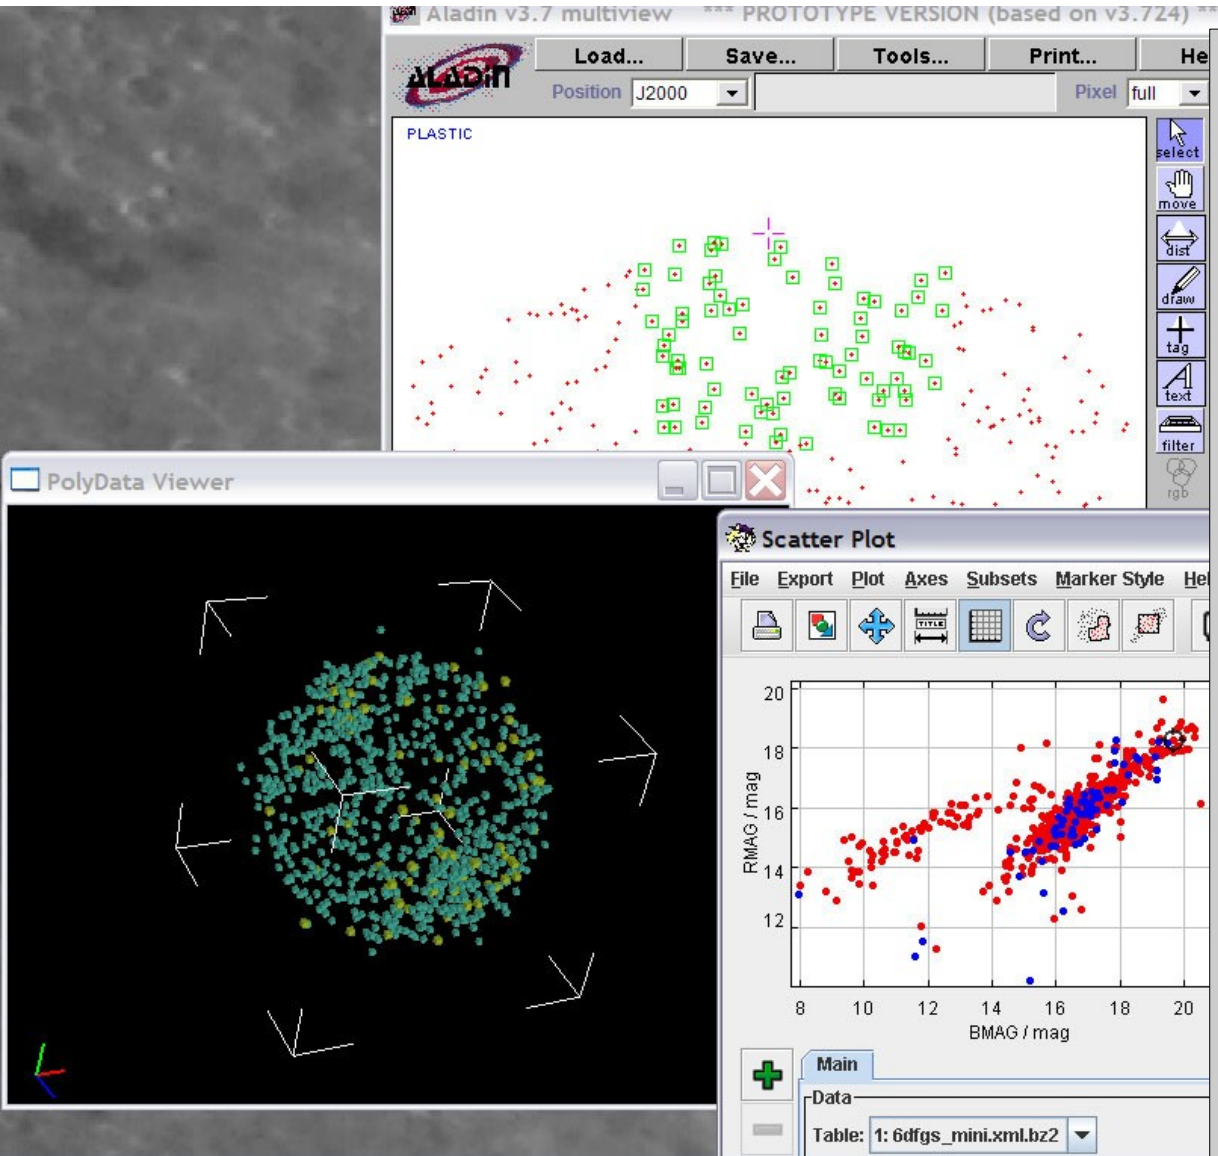 Aladin v3.7 multiview *** PROTOTYPE VERSION (based on v3.724) **
ALADIN
Load... Save... Tools... Print...
Position J2000 Pixel full
PLASTIC
select
move
dist
draw
tag
text
filter
rgb
PolyData Viewer
Scatter Plot
File Export Plot Axes Subsets Marker Style
TITLE
RMAG / mag
20
18
16
14
12
8 10 12 14 16 18 20
BMAG / mag
Main
Data
Table: 1: 6dfgs_mini.xml.bz2